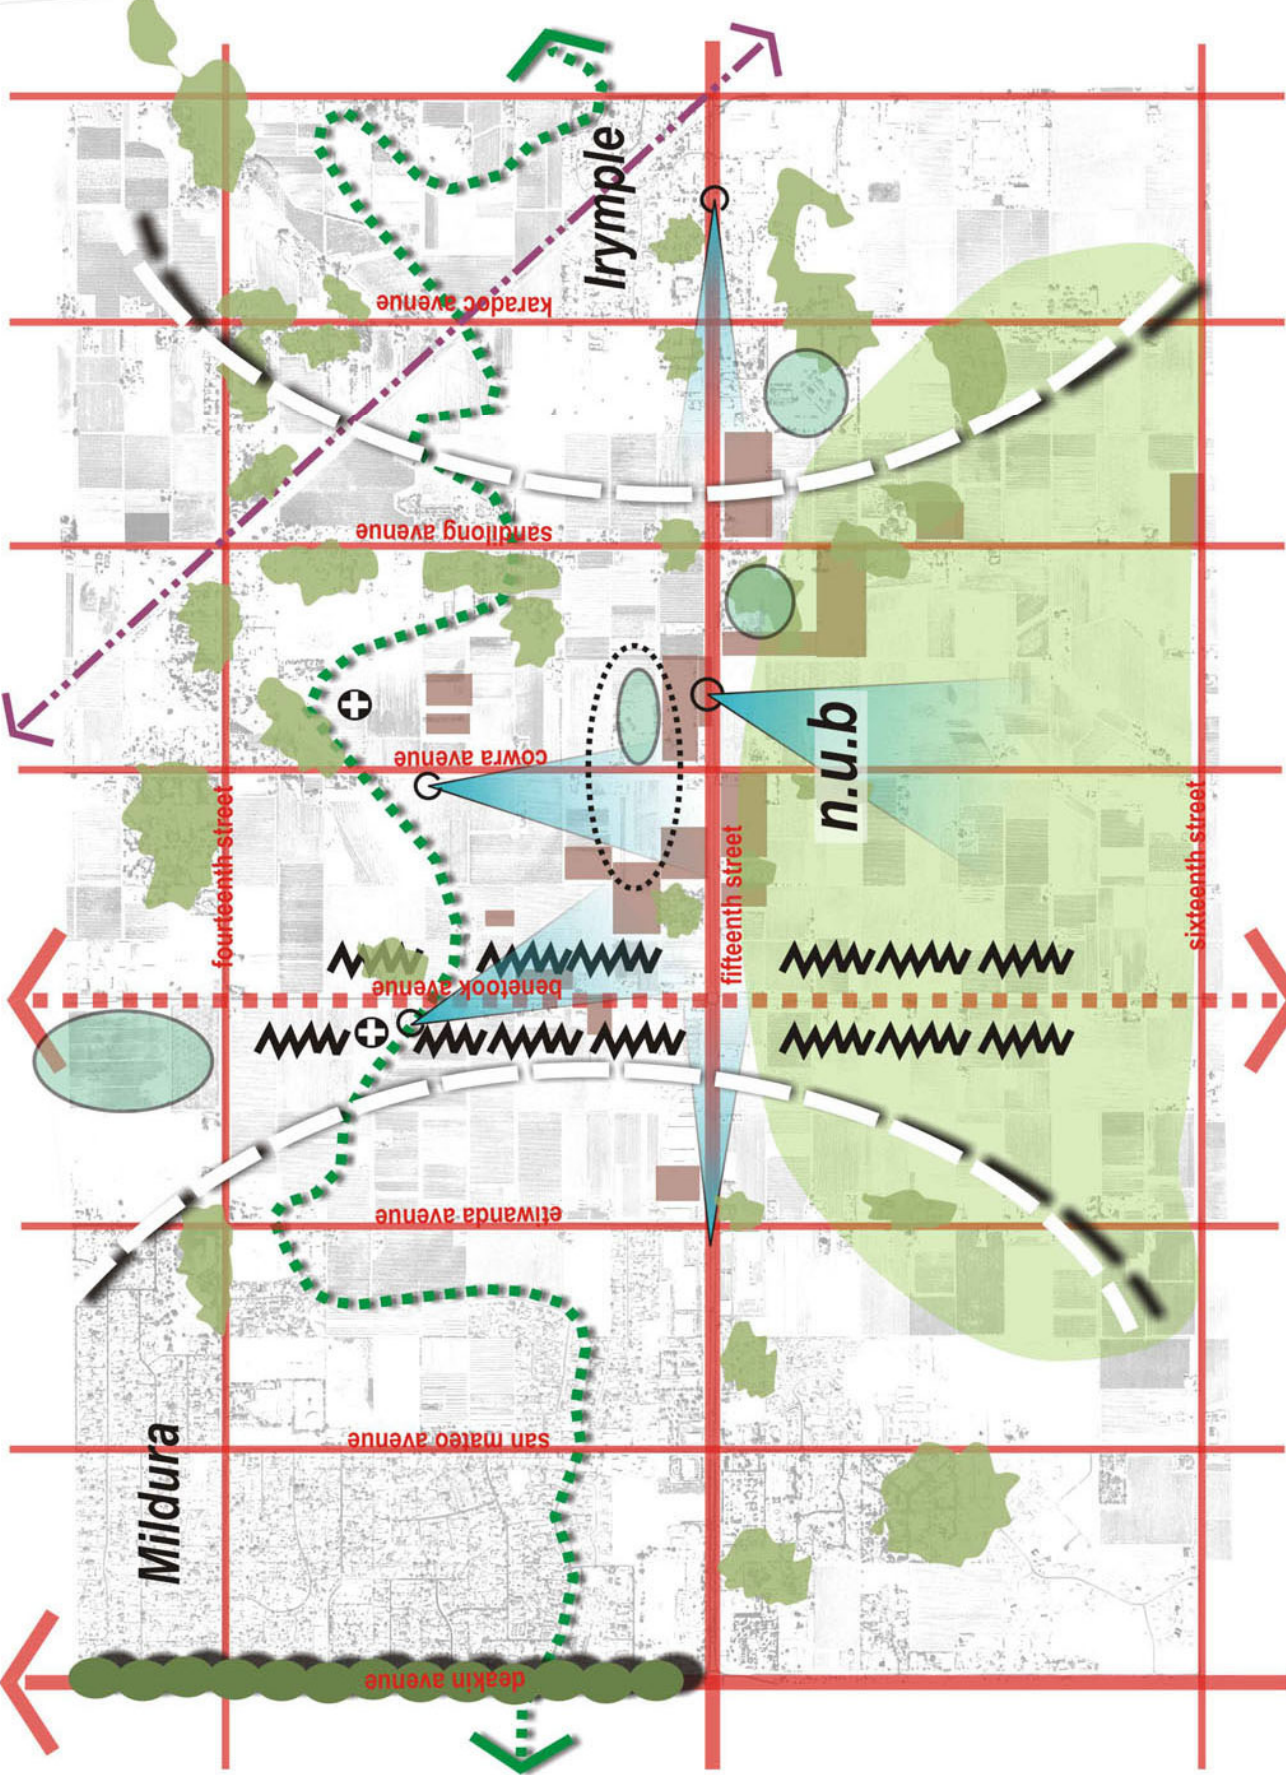 Mildura
Irymple
n.u.b
fourteenth street
fifteenth street
sixteenth street
deakin avenue
san mateo avenue
etiwanda avenue
benetook avenue
cowra avenue
sandilong avenue
karadoc avenue